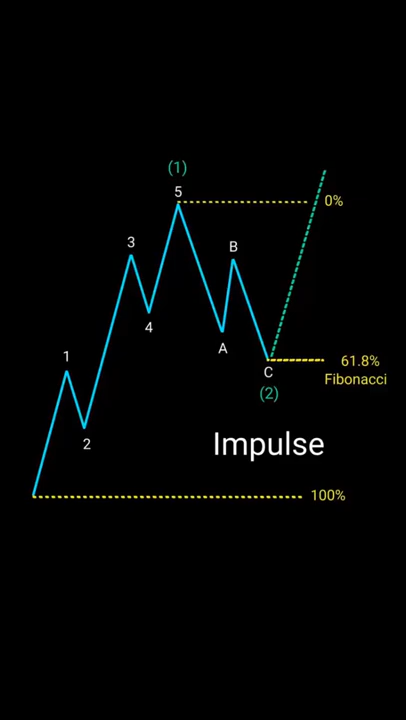 (1)
5
0%
3
B
4
A
1
61.8%
Fibonacci
C
(2)
2
Impulse
100%